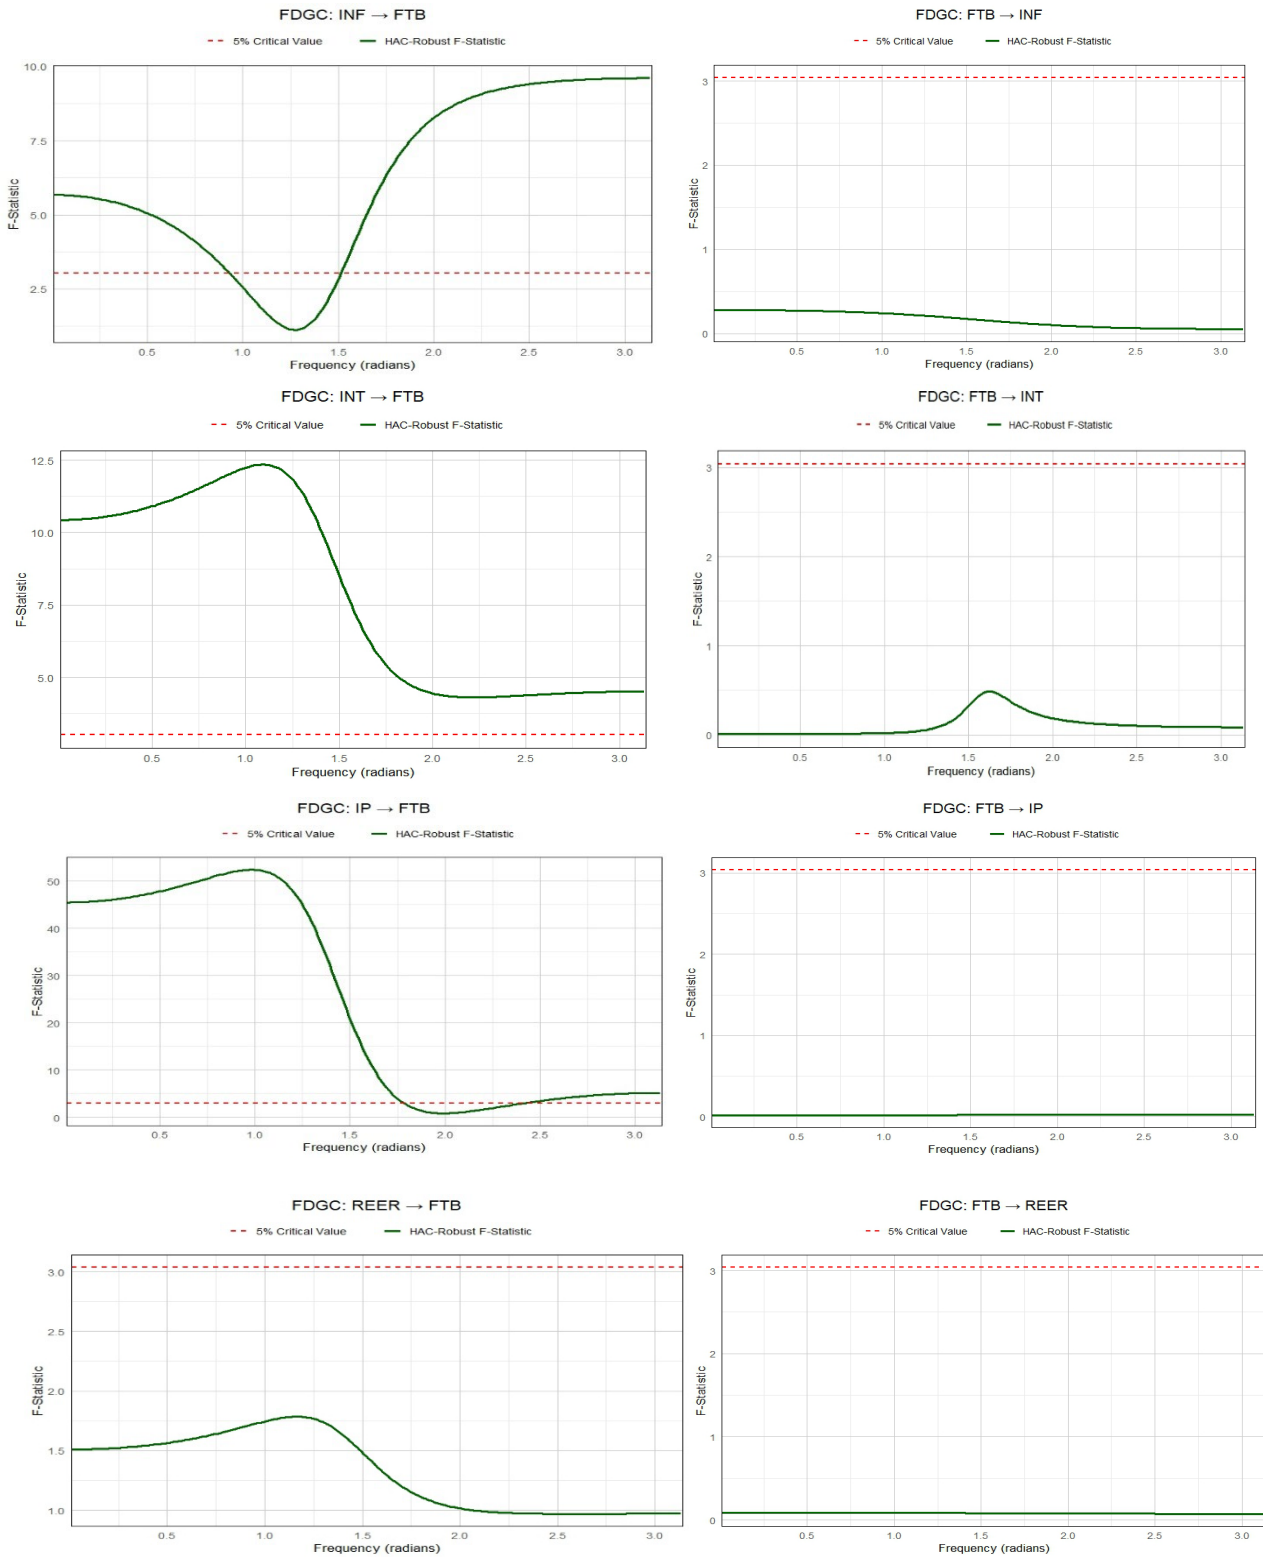 FDGC: INF → FTB
5% Critical Value HAC-Robust F-Statistic
10.0
7.5
5.0
2.5
F-Statistic
0.5 1.0 1.5 2.0 2.5 3.0
Frequency (radians)
FDGC: FTB → INF
5% Critical Value HAC-Robust F-Statistic
3
2
1
0
F-Statistic
0.5 1.0 1.5 2.0 2.5 3.0
Frequency (radians)
FDGC: INT → FTB
5% Critical Value HAC-Robust F-Statistic
12.5
10.0
7.5
5.0
F-Statistic
0.5 1.0 1.5 2.0 2.5 3.0
Frequency (radians)
FDGC: FTB → INT
5% Critical Value HAC-Robust F-Statistic
3
2
1
0
F-Statistic
0.5 1.0 1.5 2.0 2.5 3.0
Frequency (radians)
FDGC: IP → FTB
5% Critical Value HAC-Robust F-Statistic
50
40
30
20
10
0
F-Statistic
0.5 1.0 1.5 2.0 2.5 3.0
Frequency (radians)
FDGC: FTB → IP
5% Critical Value HAC-Robust F-Statistic
3
2
1
0
F-Statistic
0.5 1.0 1.5 2.0 2.5 3.0
Frequency (radians)
FDGC: REER → FTB
5% Critical Value HAC-Robust F-Statistic
3.0
2.5
2.0
1.5
1.0
F-Statistic
0.5 1.0 1.5 2.0 2.5 3.0
Frequency (radians)
FDGC: FTB → REER
5% Critical Value HAC-Robust F-Statistic
3
2
1
0
F-Statistic
0.5 1.0 1.5 2.0 2.5 3.0
Frequency (radians)